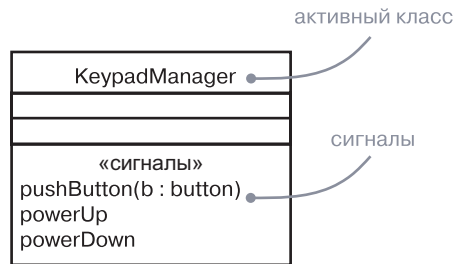 активный класс
KeypadManager
сигналы
«сигналы»
pushButton(b : button)
powerUp
powerDown